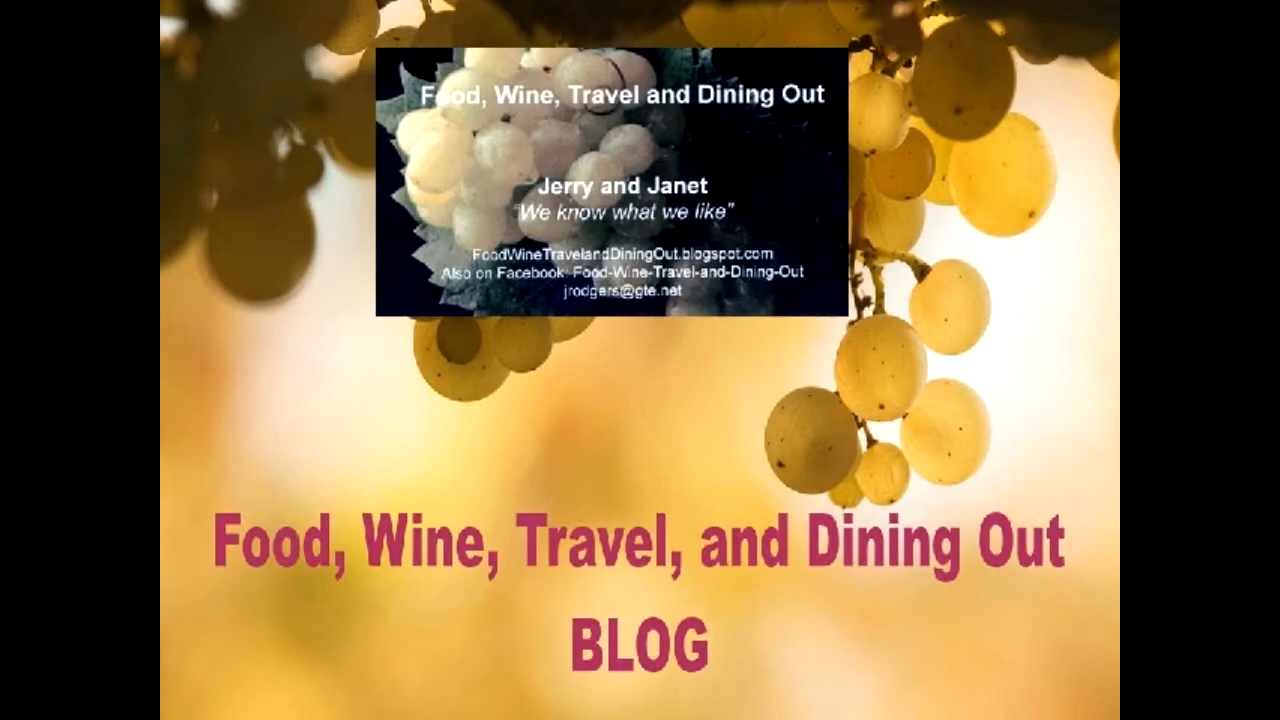 Food, Wine, Travel and Dining Out
Jerry and Janet
"We know what we like"
FoodWineTravelandDiningOut.blogspot.com
Also on Facebook: Food-Wine-Travel-and-Dining-Out
jrodgers@gte.net
Food, Wine, Travel, and Dining Out
BLOG